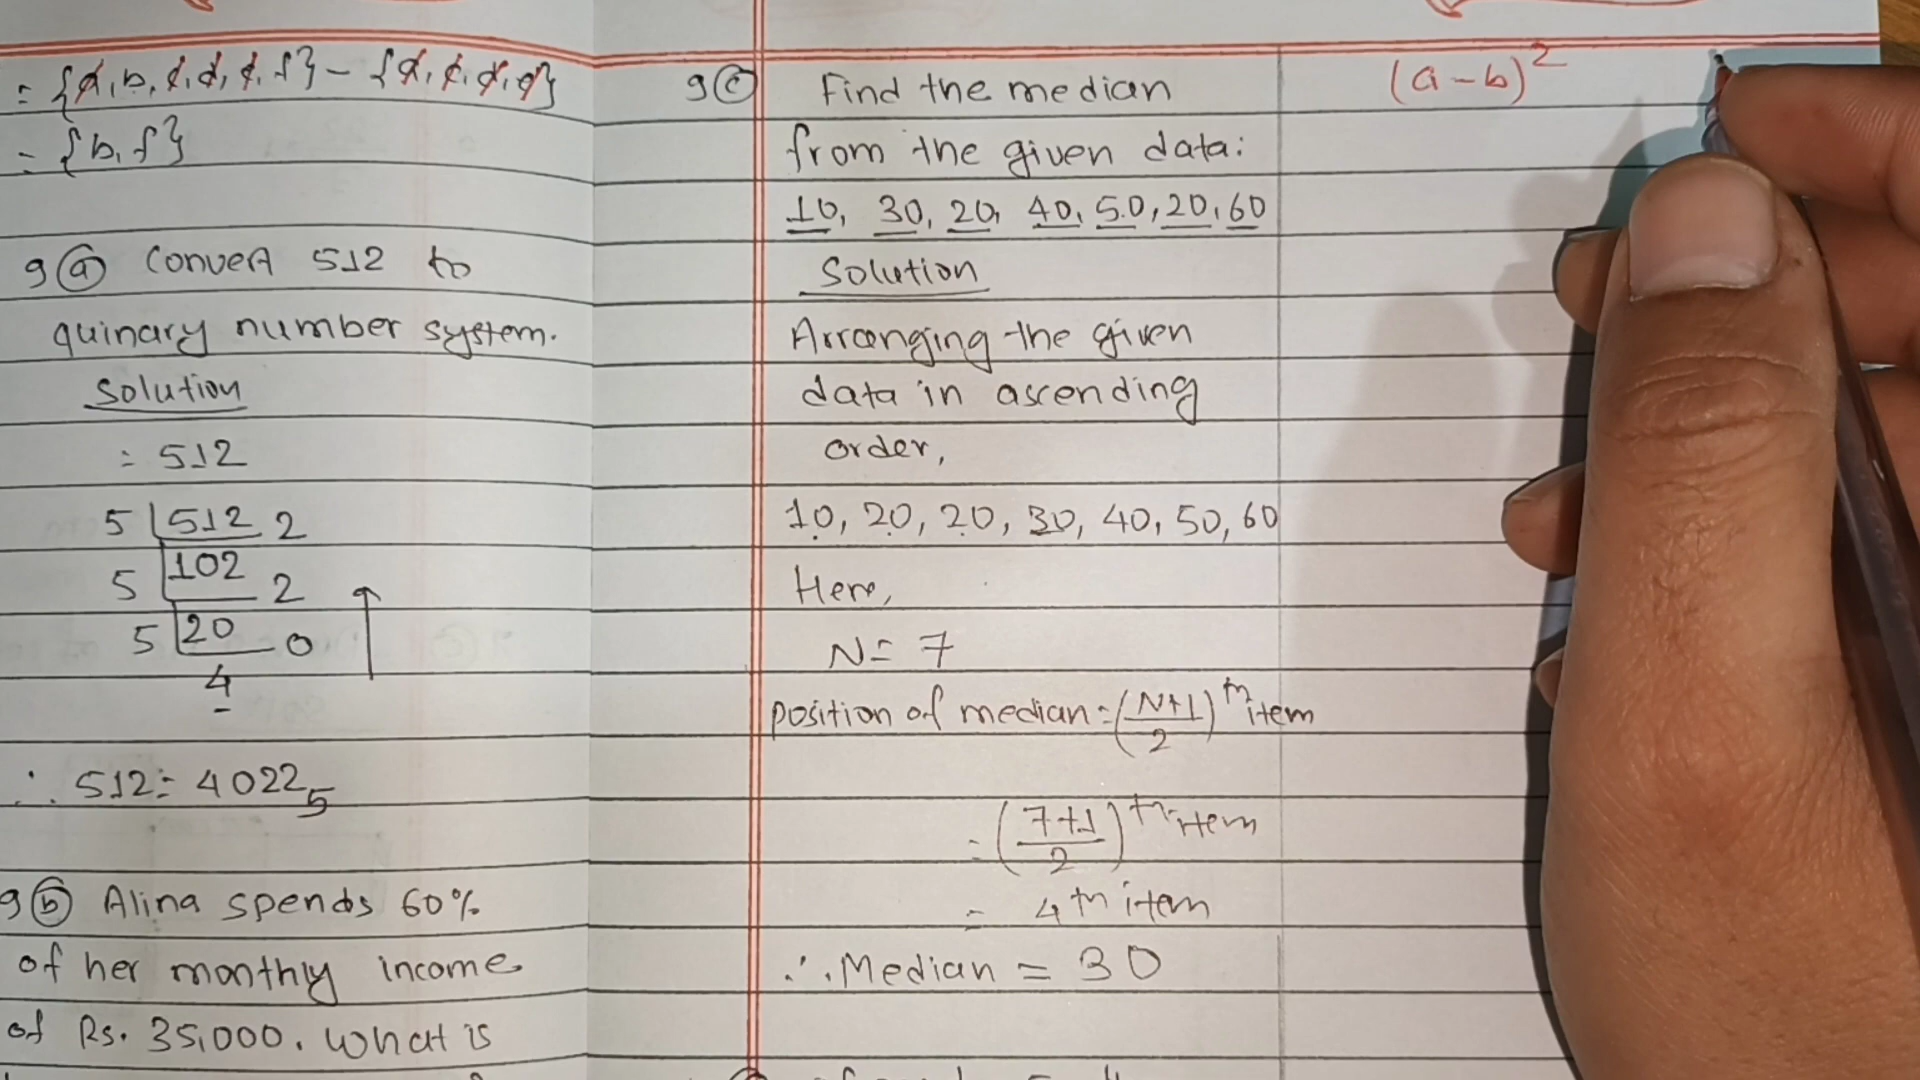 = {a, b, c, d, e, f} - {a, c, d, e}
= {b, f}
9 (a) Convert 512 to
quinary number system.
Solution
= 512
5 | 512 2
5 | 102 2
5 | 20 0
4
∴ 512 = 4022₅
9 (b) Alina spends 60%
of her monthly income
of Rs. 35,000. What is
9 (c) Find the median
from the given data:
10, 30, 20, 40, 50, 20, 60
Solution
Arranging the given
data in ascending
order,
10, 20, 20, 30, 40, 50, 60
Here,
N = 7
position of median = (N+1/2)th item
= (7+1/2)th item
= 4th item
∴ Median = 30
(a-b)²